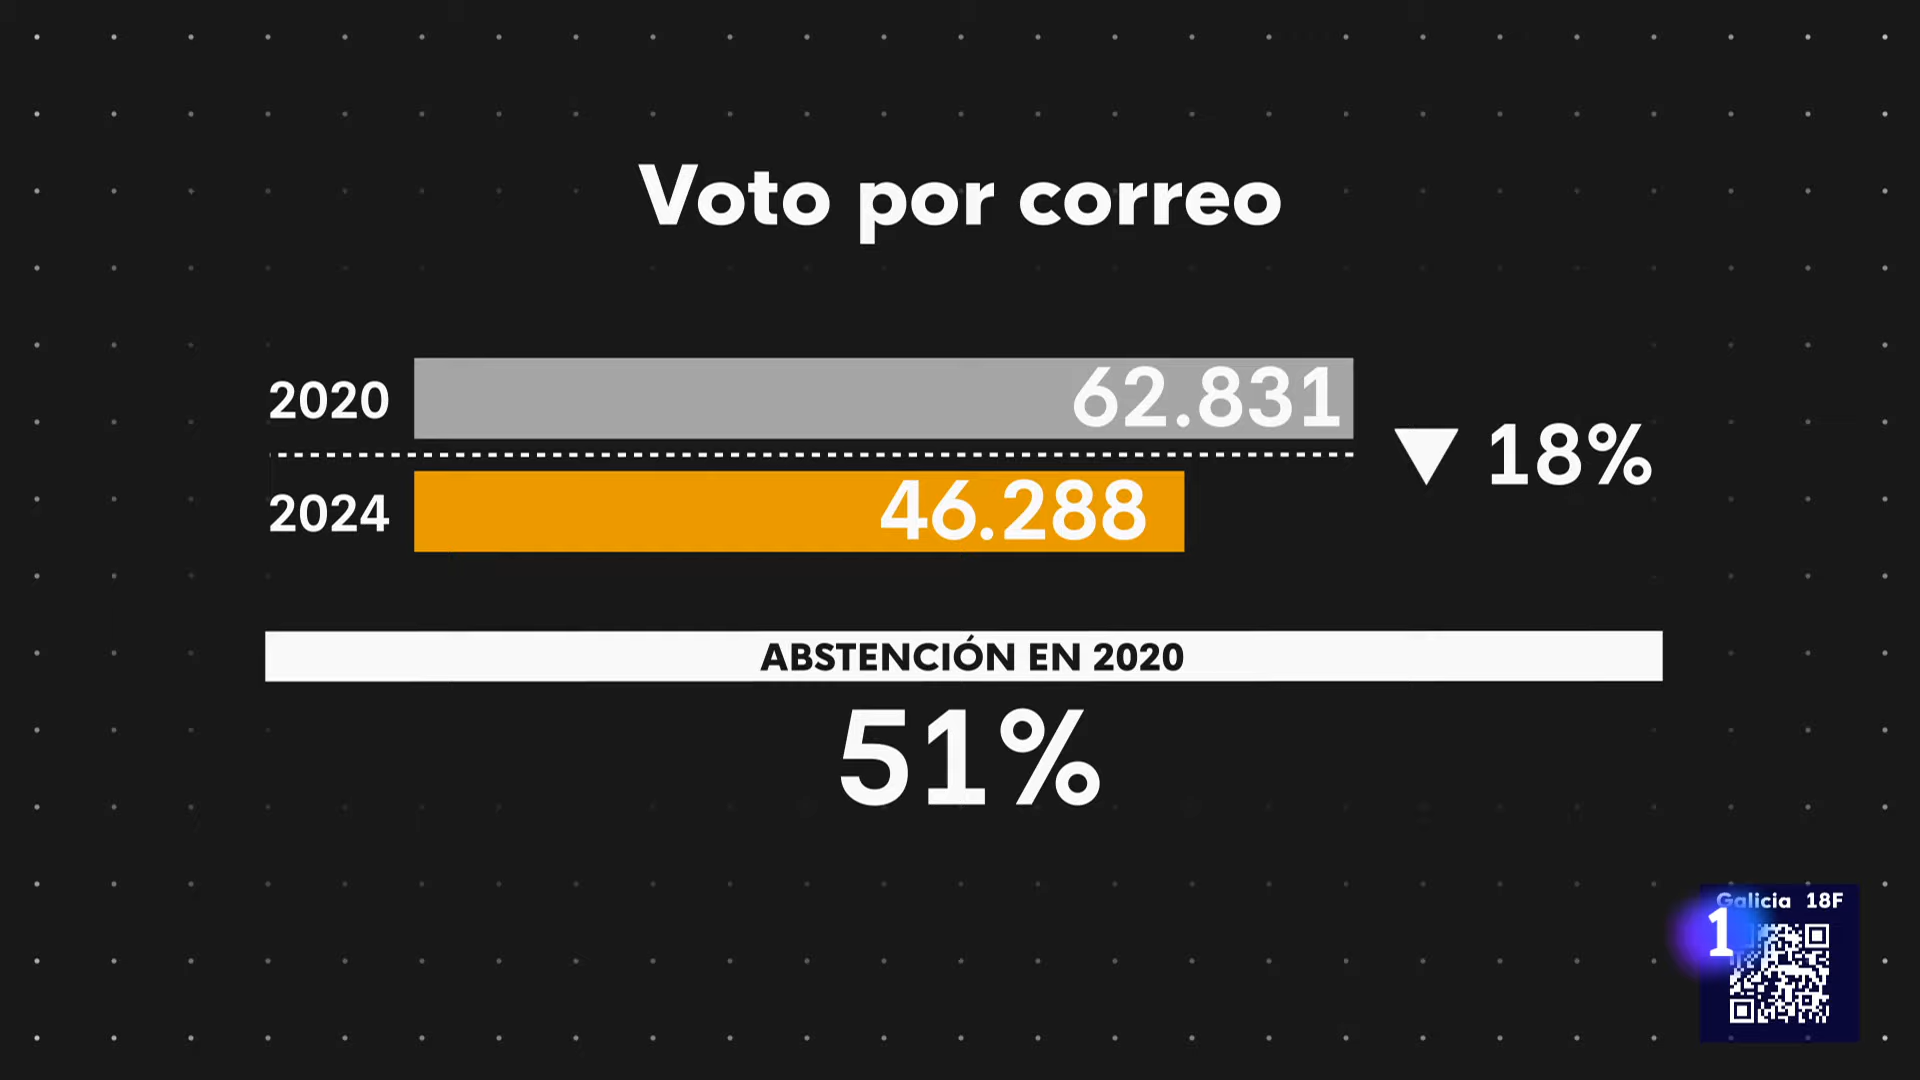 Voto por correo
2020 62.831
▼ 18%
2024 46.288
ABSTENCIÓN EN 2020
51%
Galicia 18F
1